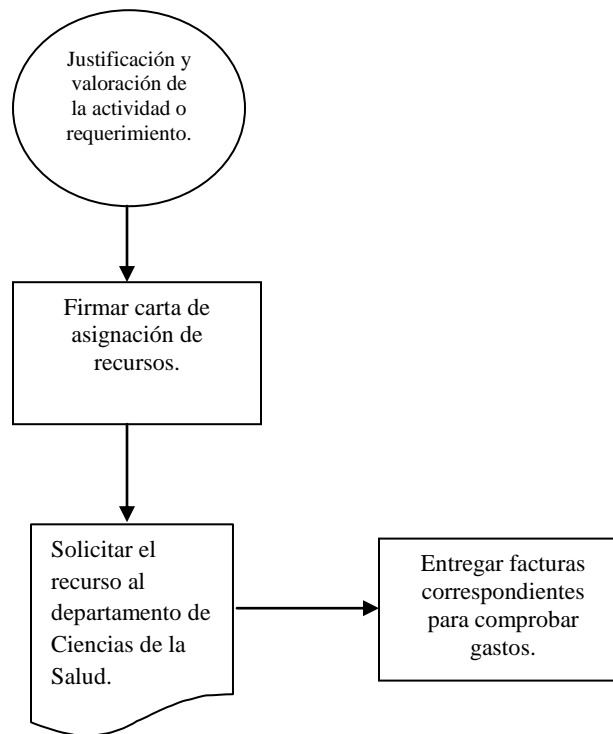 Justificación y
valoración de
la actividad o
requerimiento.
Firmar carta de
asignación de
recursos.
Solicitar el
recurso al
departamento de
Ciencias de la
Salud.
Entregar facturas
correspondientes
para comprobar
gastos.